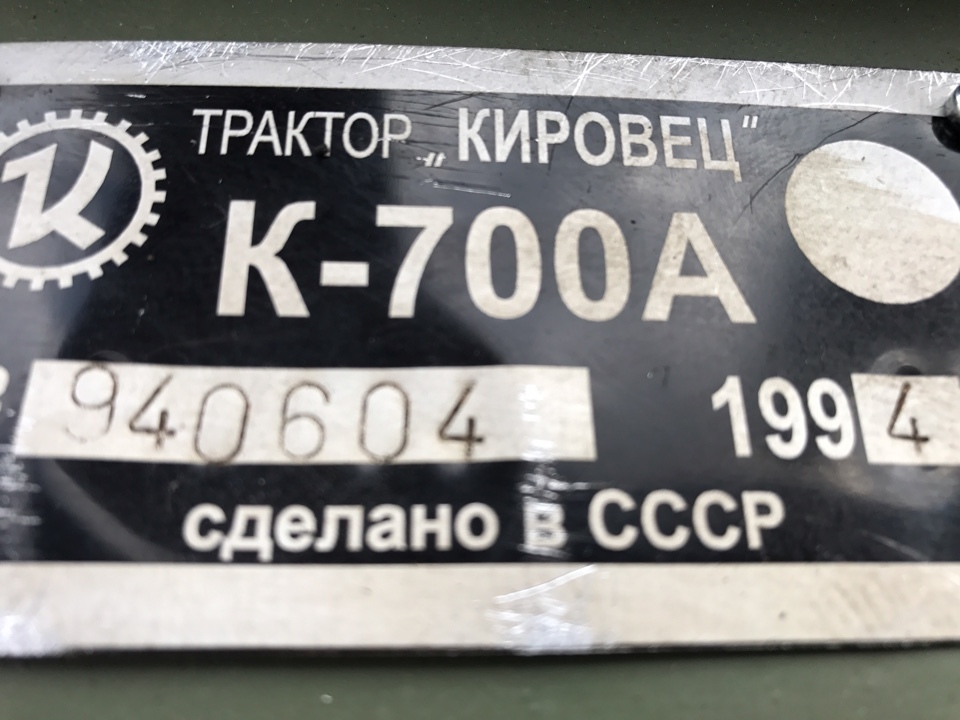 K
ТРАКТОР „КИРОВЕЦ"
К-700А
940604 1994
сделано в СССР